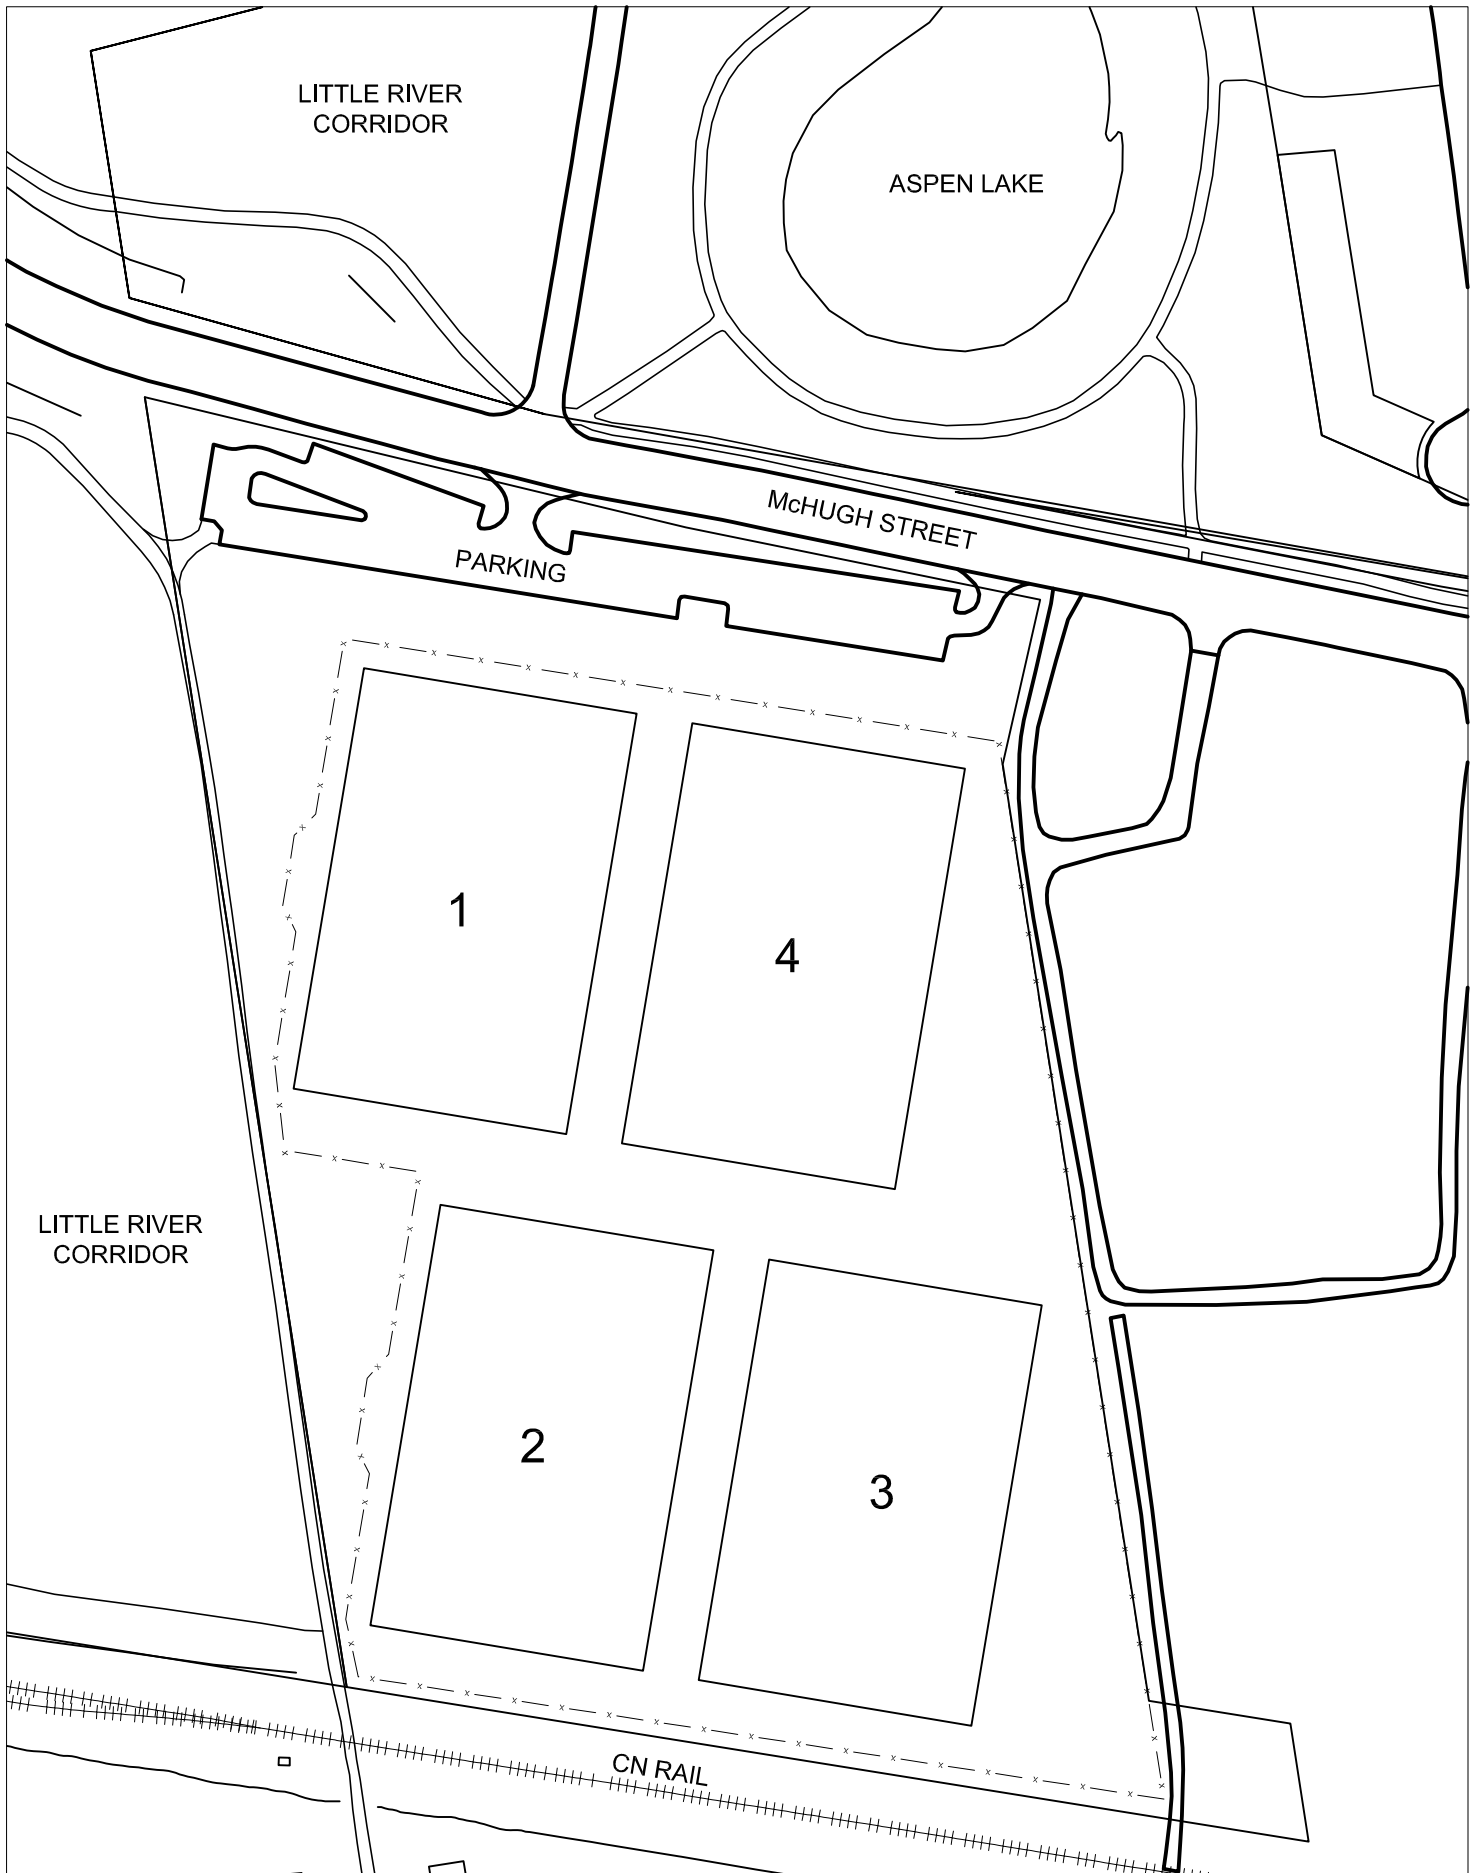 LITTLE RIVER
CORRIDOR
ASPEN LAKE
McHUGH STREET
PARKING
1
4
LITTLE RIVER
CORRIDOR
2
3
CN RAIL